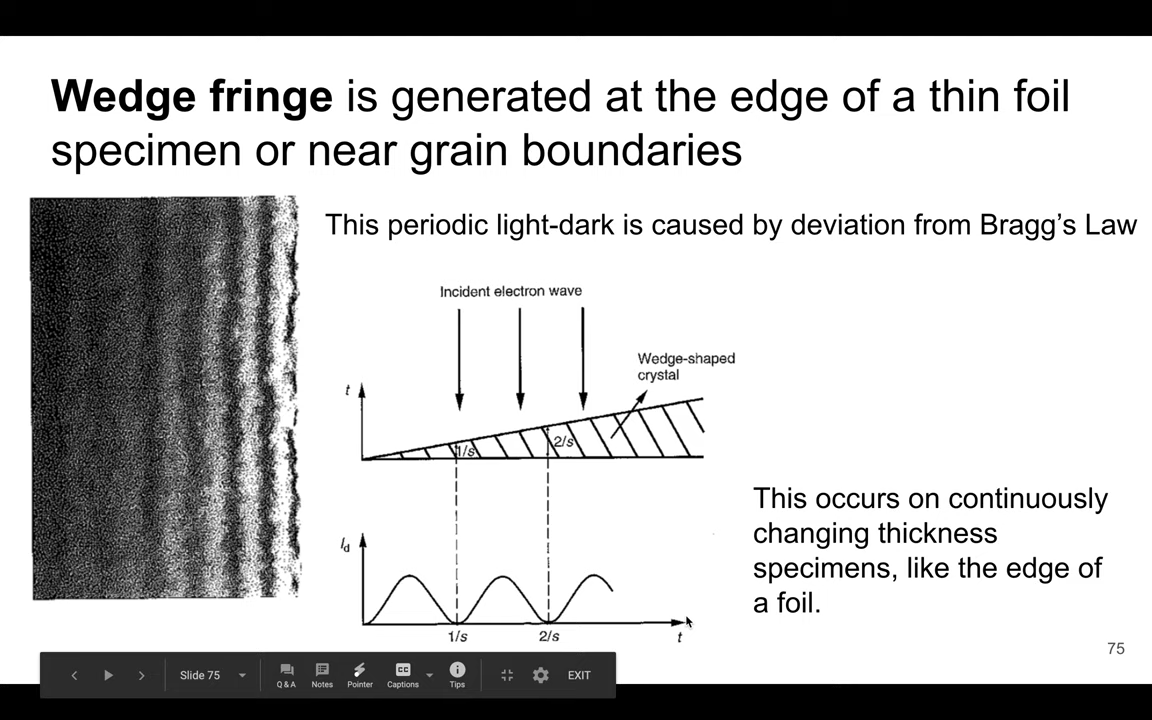 Wedge fringe is generated at the edge of a thin foil
specimen or near grain boundaries
This periodic light-dark is caused by deviation from Bragg's Law
Incident electron wave
Wedge-shaped
crystal
t
1/s
2/s
This occurs on continuously
changing thickness
specimens, like the edge of
a foil.
Id
1/s
2/s
t
75
Slide 75
Q & A
Notes
Pointer
CC
Captions
Tips
EXIT